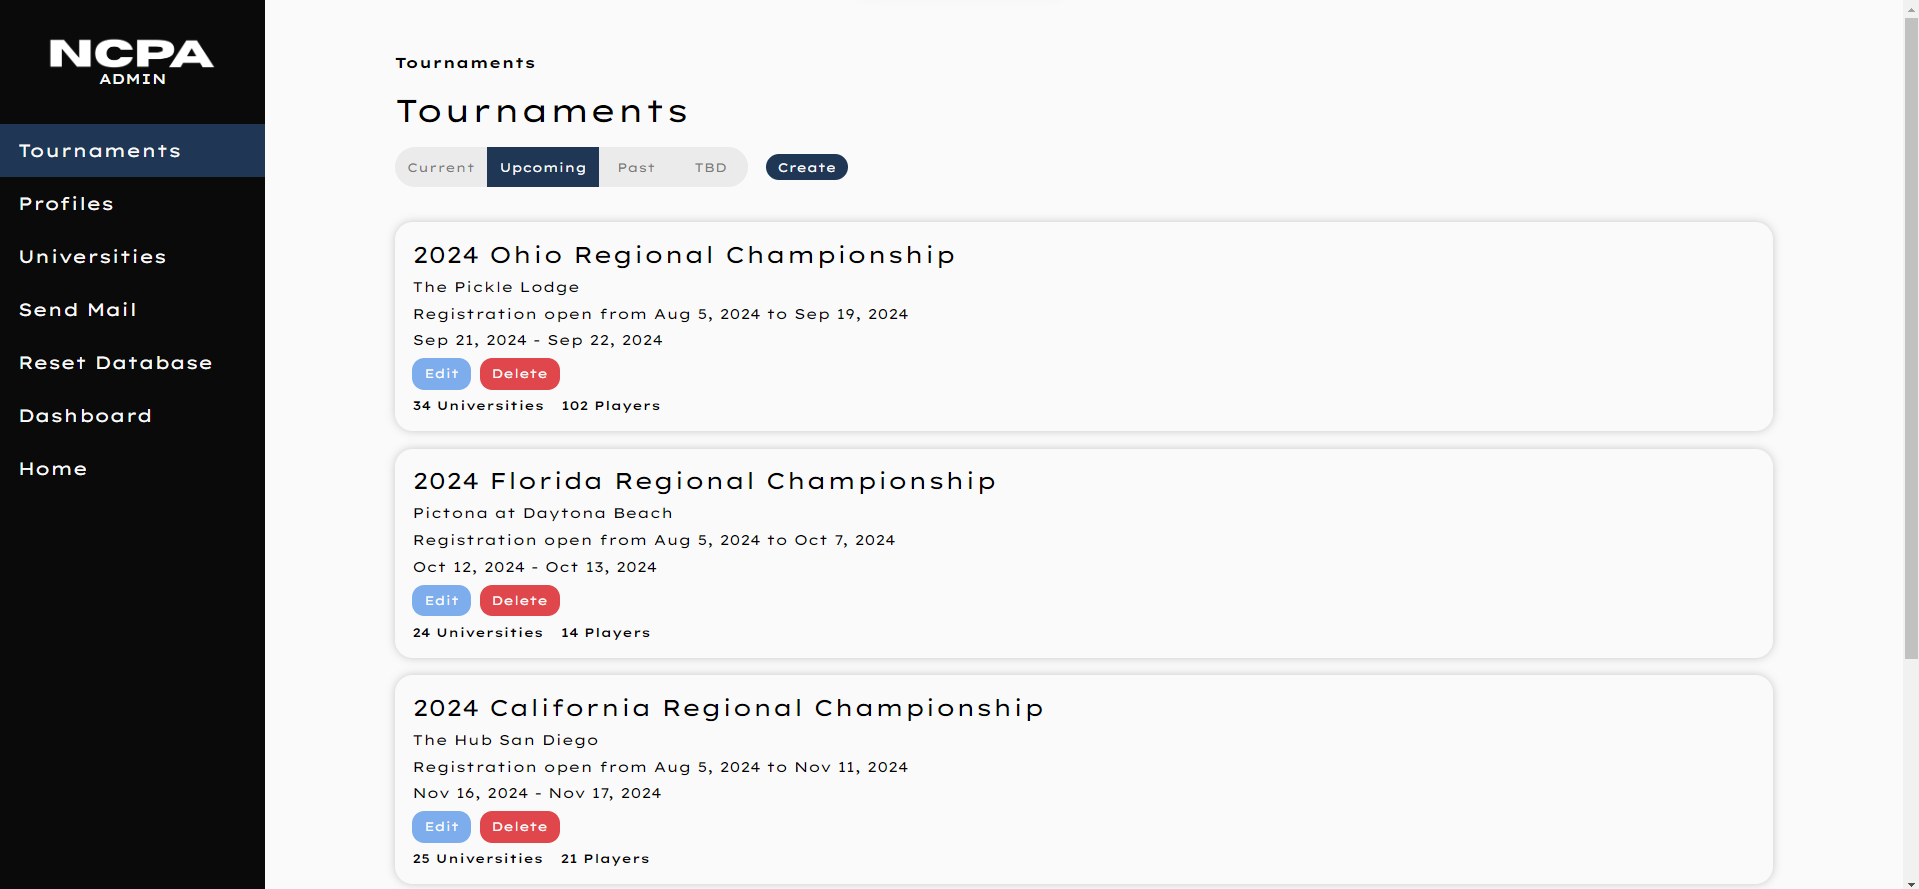 NCPA
ADMIN
Tournaments
Profiles
Universities
Send Mail
Reset Database
Dashboard
Home
Tournaments
Tournaments
Current Upcoming Past TBD Create
2024 Ohio Regional Championship
The Pickle Lodge
Registration open from Aug 5, 2024 to Sep 19, 2024
Sep 21, 2024 - Sep 22, 2024
Edit Delete
34 Universities 102 Players
2024 Florida Regional Championship
Pictona at Daytona Beach
Registration open from Aug 5, 2024 to Oct 7, 2024
Oct 12, 2024 - Oct 13, 2024
Edit Delete
24 Universities 14 Players
2024 California Regional Championship
The Hub San Diego
Registration open from Aug 5, 2024 to Nov 11, 2024
Nov 16, 2024 - Nov 17, 2024
Edit Delete
25 Universities 21 Players